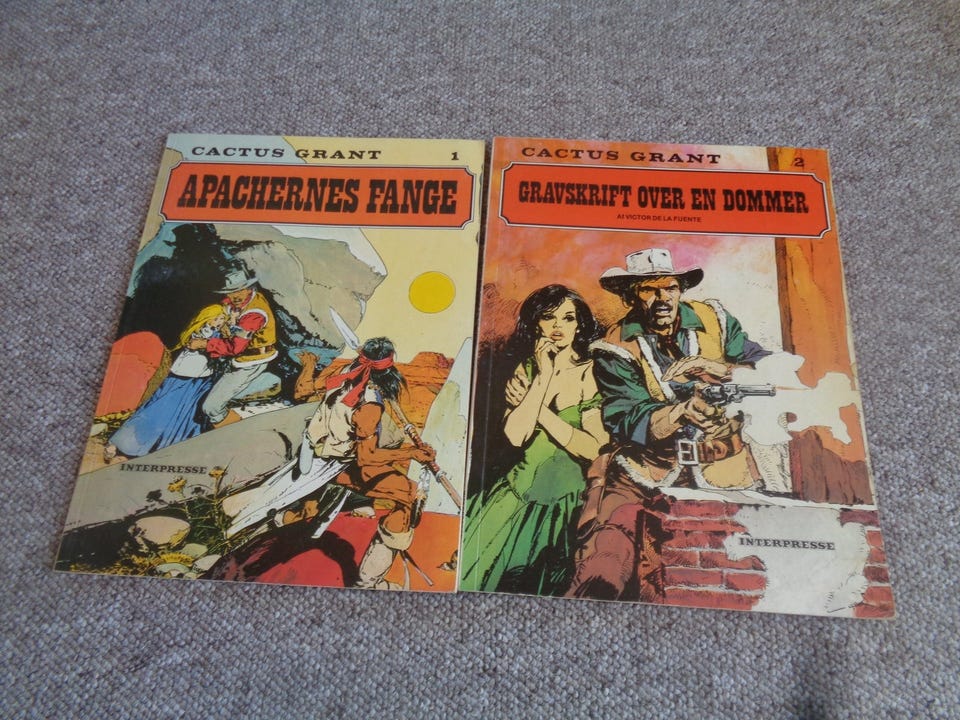 CACTUS GRANT 1
APACHERNES FANGE
INTERPRESSE
CACTUS GRANT 2
GRAVSKRIFT OVER EN DOMMER
Af VICTOR DE LA FUENTE
INTERPRESSE